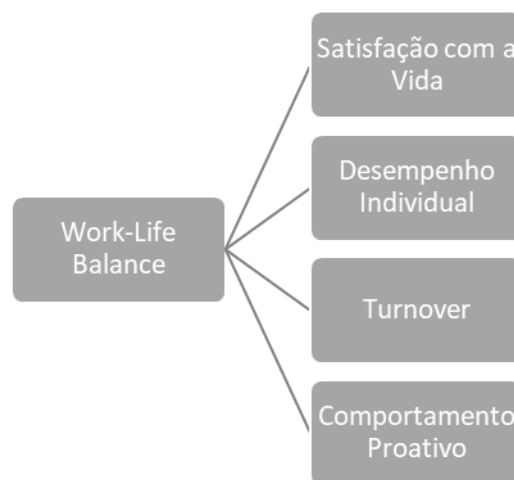 Satisfação com a
Vida
Desempenho
Individual
Work-Life
Balance
Turnover
Comportamento
Proativo